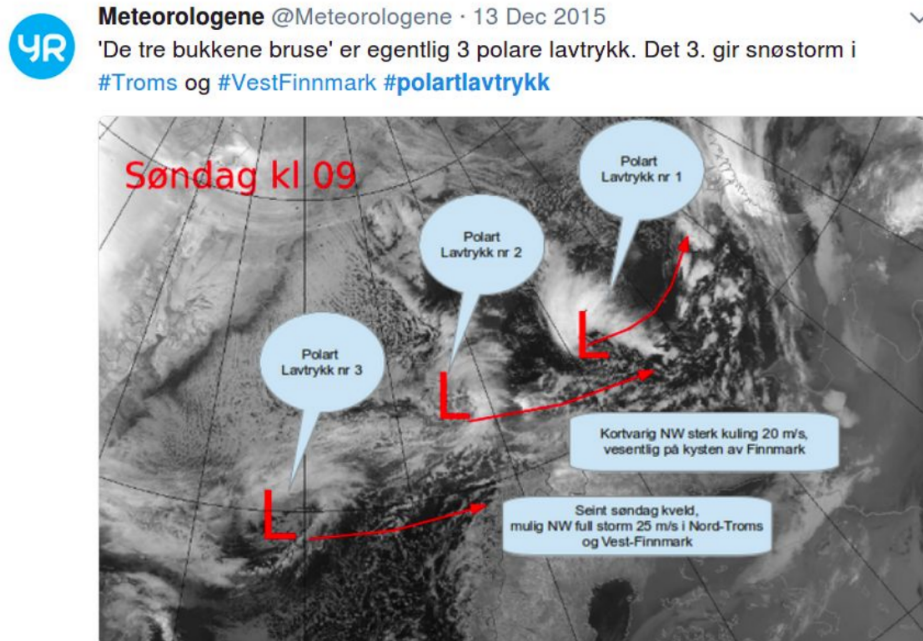 YR
Meteorologene @Meteorologene · 13 Dec 2015
'De tre bukkene bruse' er egentlig 3 polare lavtrykk. Det 3. gir snøstorm i
#Troms og #VestFinnmark #polartlavtrykk
Søndag kl 09
Polart
Lavtrykk nr 1
Polart
Lavtrykk nr 2
Polart
Lavtrykk nr 3
L
L
L
Kortvarig NW sterk kuling 20 m/s,
vesentlig på kysten av Finnmark
Seint søndag kveld,
mulig NW full storm 25 m/s i Nord-Troms
og Vest-Finnmark